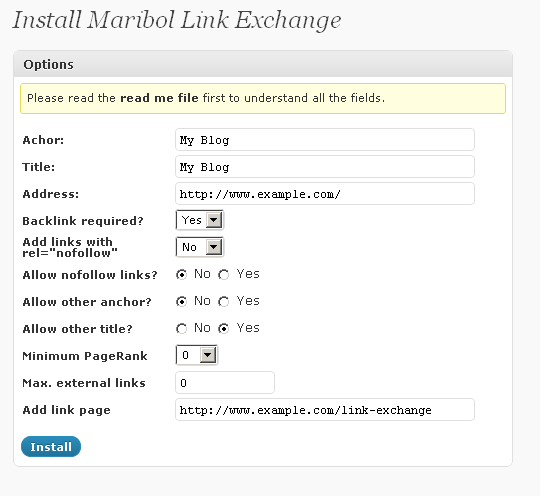 Install Maribol Link Exchange
Options
Please read the read me file first to understand all the fields.
Achor: My Blog
Title: My Blog
Address: http://www.example.com/
Backlink required? Yes
Add links with
rel="nofollow" No
Allow nofollow links? No Yes
Allow other anchor? No Yes
Allow other title? No Yes
Minimum PageRank 0
Max. external links 0
Add link page http://www.example.com/link-exchange
Install